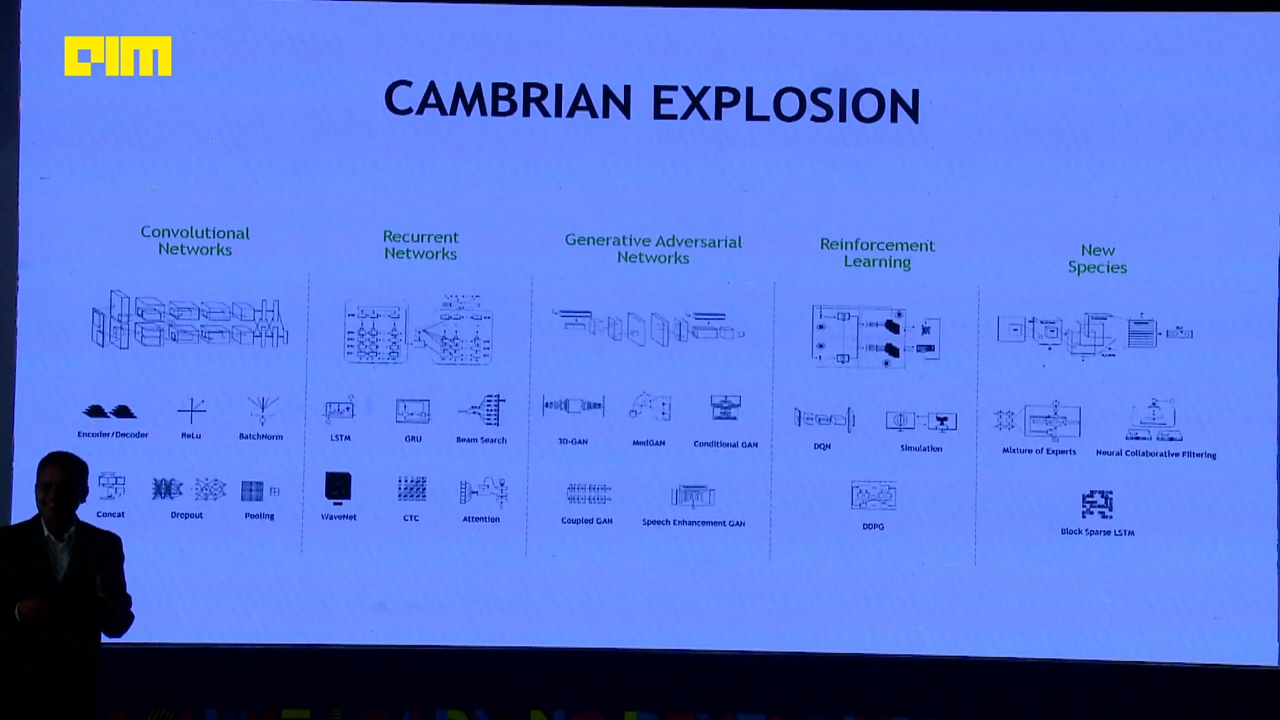 AIM
CAMBRIAN EXPLOSION
Convolutional
Networks
Encoder/Decoder
ReLu
BatchNorm
Concat
Dropout
Pooling
Recurrent
Networks
LSTM
GRU
Beam Search
WaveNet
CTC
Attention
Generative Adversarial
Networks
3D-GAN
MedGAN
Conditional GAN
Coupled GAN
Speech Enhancement GAN
Reinforcement
Learning
DQN
Simulation
DDPG
New
Species
Mixture of Experts
Neural Collaborative Filtering
Block Sparse LSTM